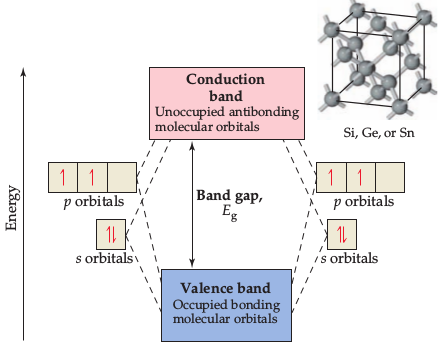 Conduction
band
Unoccupied antibonding
molecular orbitals
Si, Ge, or Sn
Energy
p orbitals
s orbitals
Band gap,
Eg
p orbitals
s orbitals
Valence band
Occupied bonding
molecular orbitals